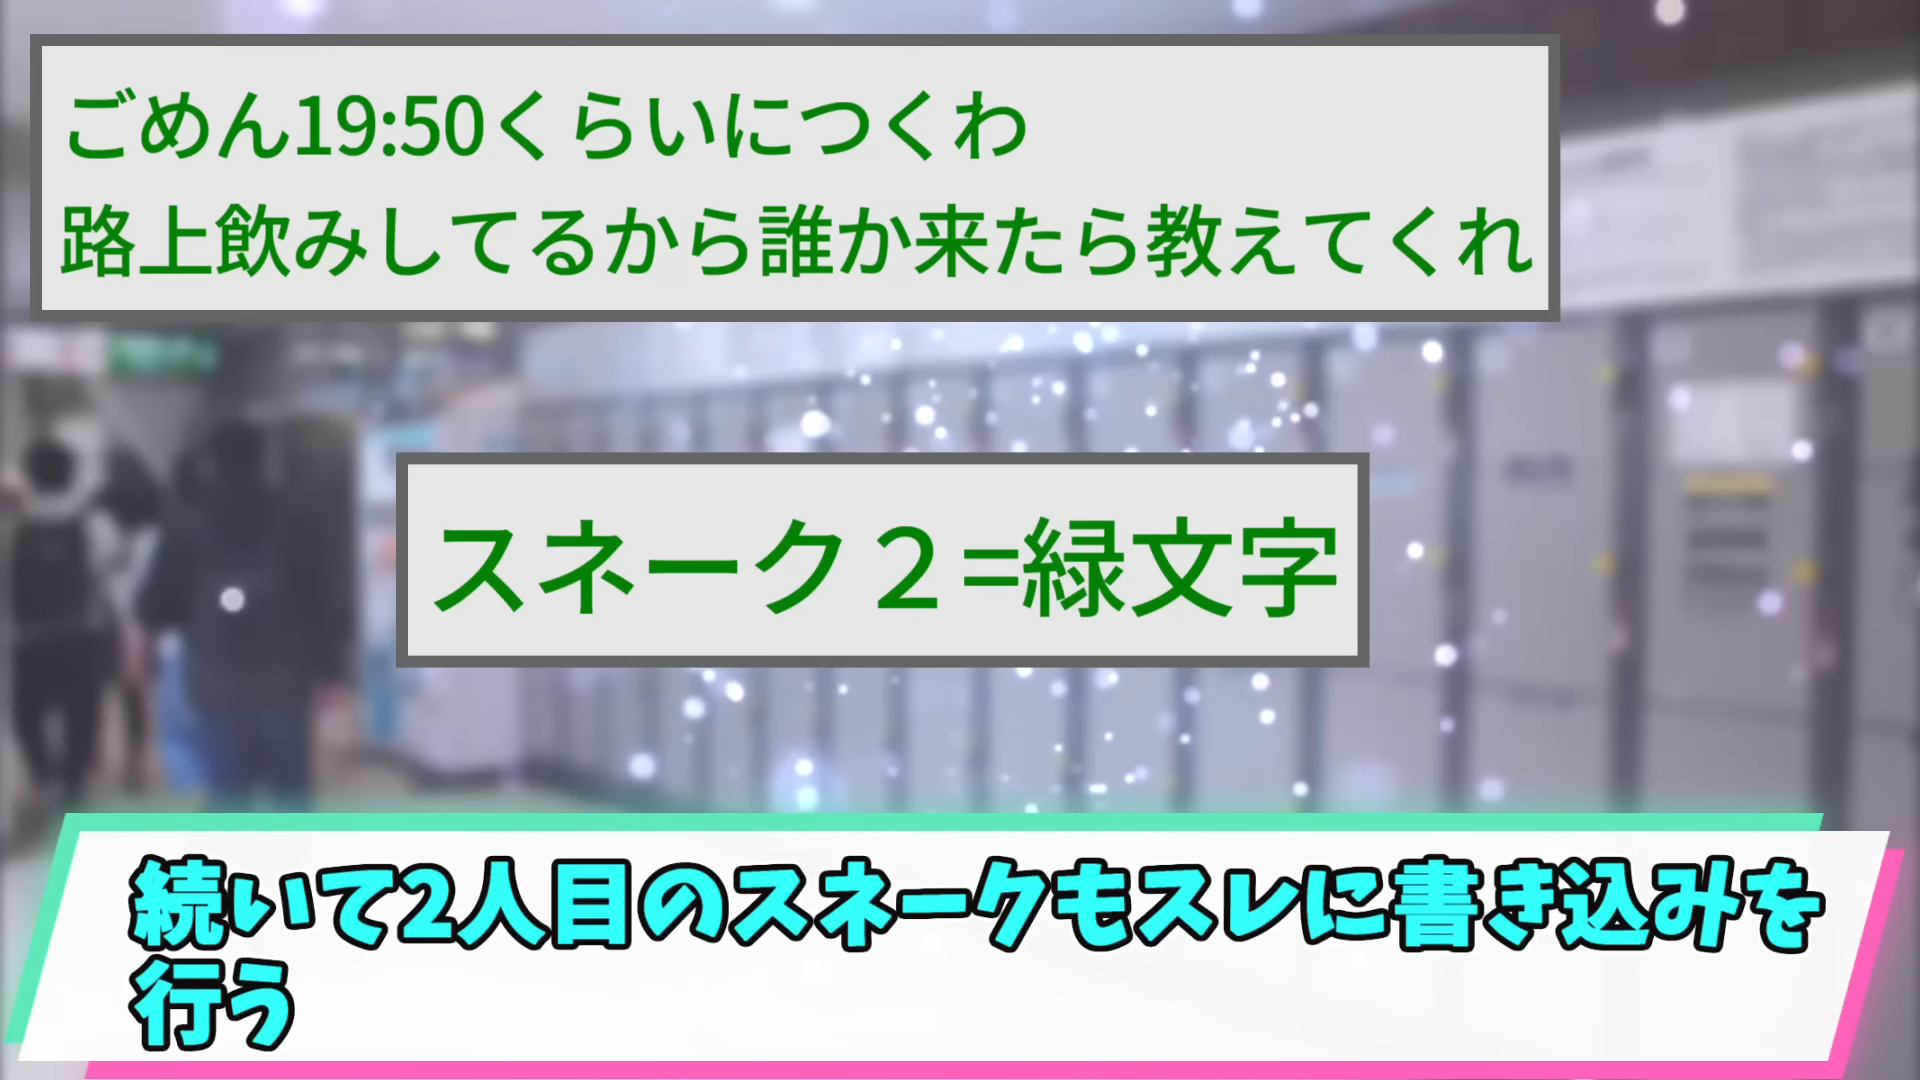 ごめん19:50くらいにつくわ
路上飲みしてるから誰か来たら教えてくれ
スネーク２=緑文字
続いて2人目のスネークもスレに書き込みを
行う